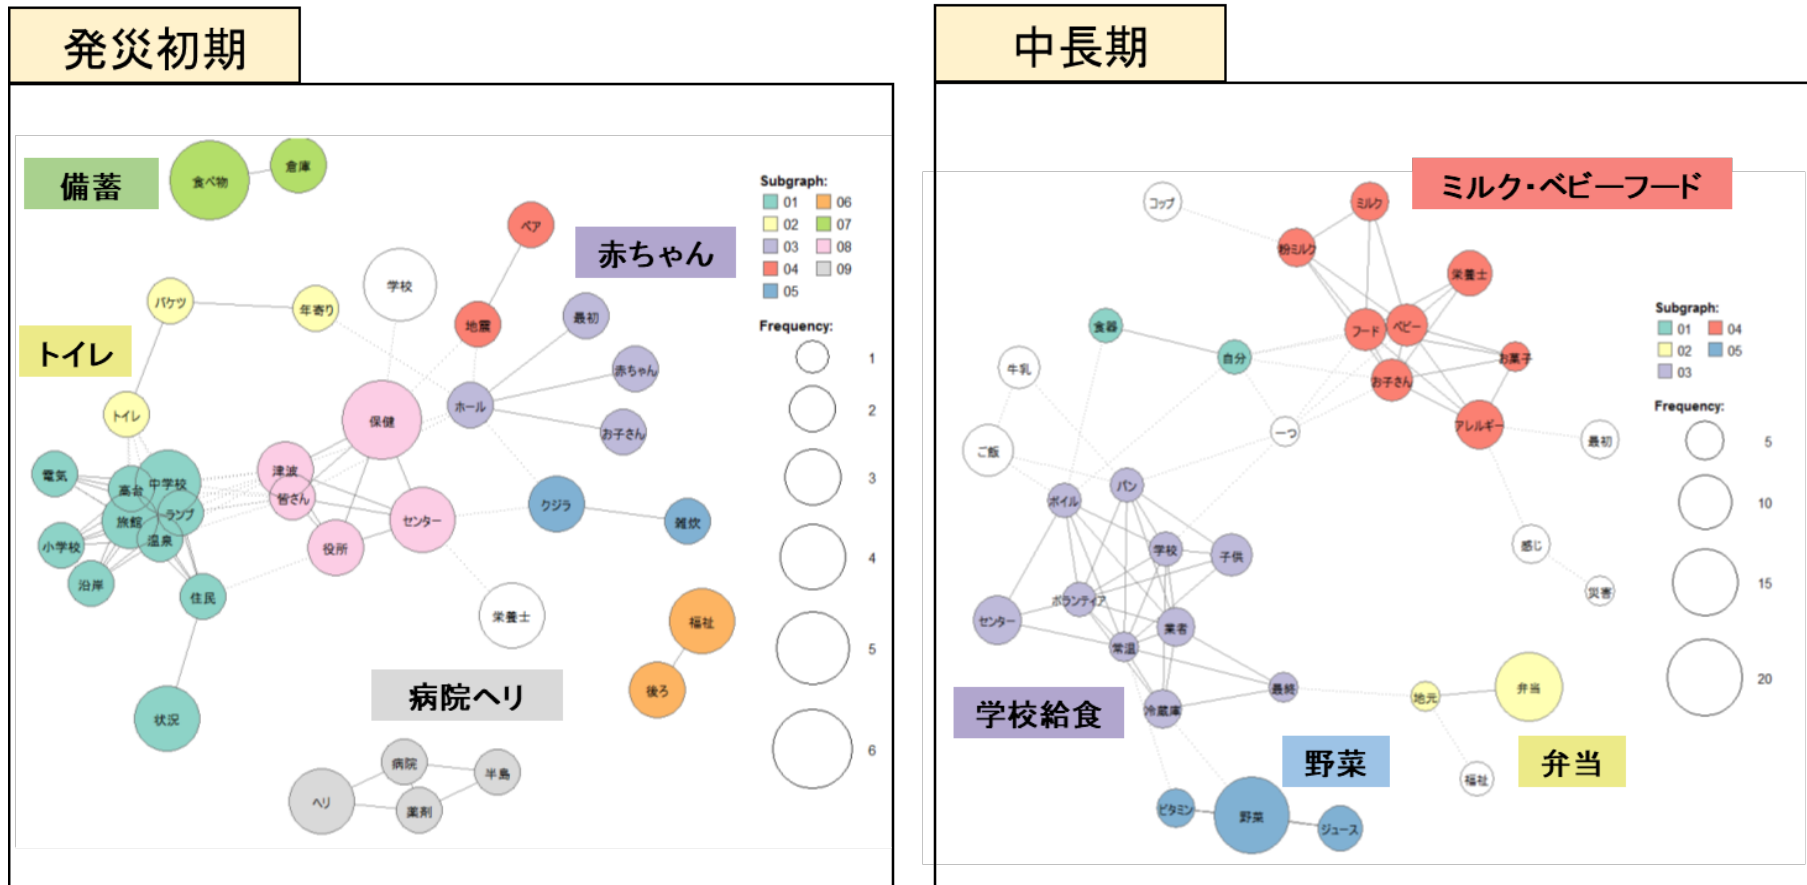 発災初期
備蓄
食べ物
倉庫
Subgraph:
01
06
02
07
03
08
04
09
05
ペア
赤ちゃん
学校
バケツ
年寄り
地震
最初
トイレ
赤ちゃん
Frequency:
1
2
3
4
5
6
トイレ
保健
ホール
お子さん
電気
高台
中学校
津波
皆さん
ランプ
旅館
温泉
センター
クジラ
雑炊
小学校
役所
沿岸
住民
栄養士
福祉
後ろ
状況
病院ヘリ
病院
半島
ヘリ
薬剤
中長期
ミルク・ベビーフード
コップ
ミルク
粉ミルク
栄養士
食器
フード
ベビー
Subgraph:
01
04
02
05
03
自分
お菓子
牛乳
お子さん
Frequency:
5
10
15
20
アレルギー
一つ
最初
ご飯
パン
ボイル
学校
子供
感じ
ボランティア
災害
センター
業者
常温
最終
地元
弁当
学校給食
冷蔵庫
野菜
弁当
福祉
ビタミン
野菜
ジュース